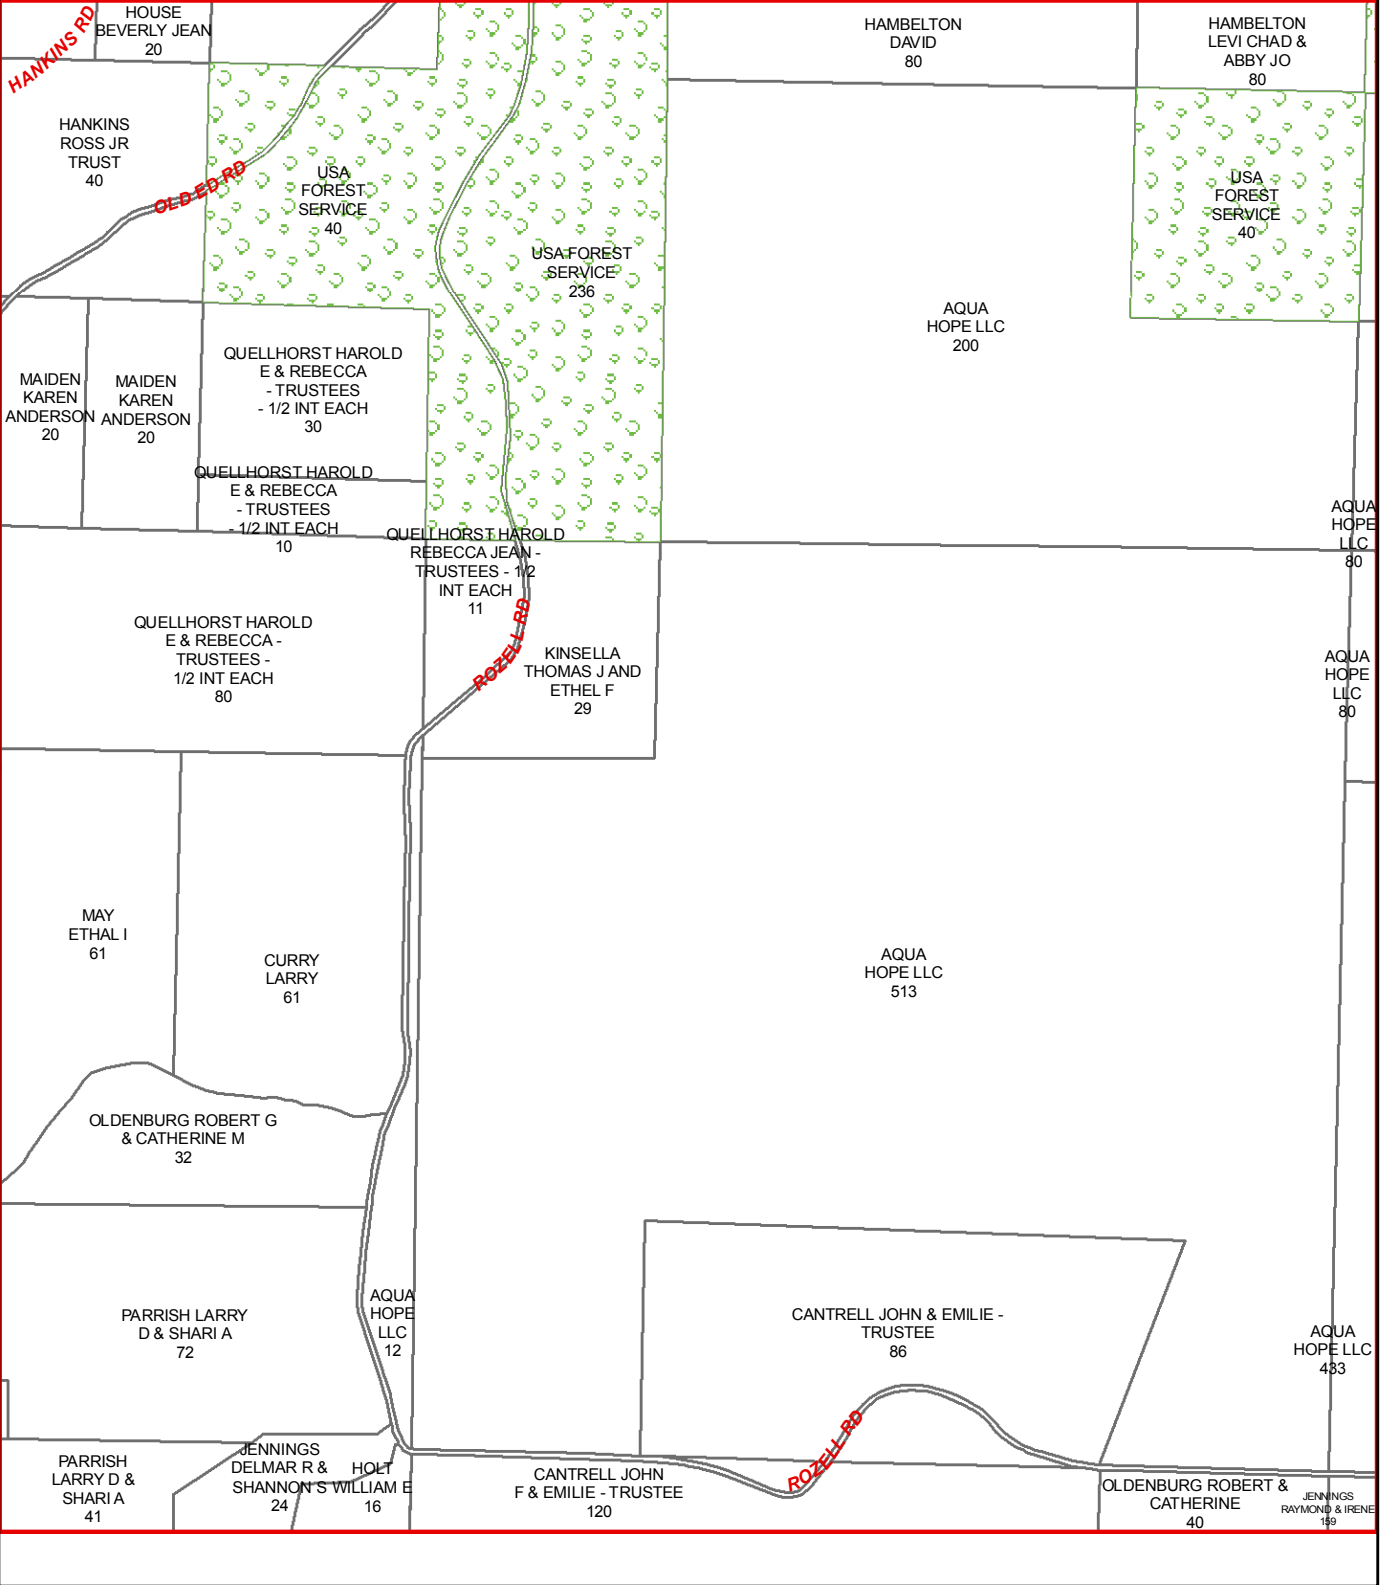 HOUSE
BEVERLY JEAN
20
HANKINS RD
HAMBELTON
DAVID
80
HAMBELTON
LEVI CHAD &
ABBY JO
80
HANKINS
ROSS JR
TRUST
40
OLD ED RD
USA
FOREST
SERVICE
40
USA FOREST
SERVICE
236
USA
FOREST
SERVICE
40
AQUA
HOPE LLC
200
MAIDEN
KAREN
ANDERSON
20
MAIDEN
KAREN
ANDERSON
20
QUELLHORST HAROLD
E & REBECCA
- TRUSTEES
- 1/2 INT EACH
30
QUELLHORST HAROLD
E & REBECCA
- TRUSTEES
- 1/2 INT EACH
10
QUELLHORST HAROLD
REBECCA JEAN -
TRUSTEES - 1/2
INT EACH
11
AQUA
HOPE
LLC
80
QUELLHORST HAROLD
E & REBECCA -
TRUSTEES -
1/2 INT EACH
80
ROZELL RD
KINSELLA
THOMAS J AND
ETHEL F
29
AQUA
HOPE
LLC
80
MAY
ETHAL I
61
CURRY
LARRY
61
AQUA
HOPE LLC
513
OLDENBURG ROBERT G
& CATHERINE M
32
PARRISH LARRY
D & SHARI A
72
AQUA
HOPE
LLC
12
CANTRELL JOHN & EMILIE -
TRUSTEE
86
AQUA
HOPE LLC
433
ROZELL RD
PARRISH
LARRY D &
SHARI A
41
JENNINGS
DELMAR R &
SHANNON S
24
HOLT
WILLIAM E
16
CANTRELL JOHN
F & EMILIE - TRUSTEE
120
OLDENBURG ROBERT &
CATHERINE
40
JENNINGS
RAYMOND & IRENE
159